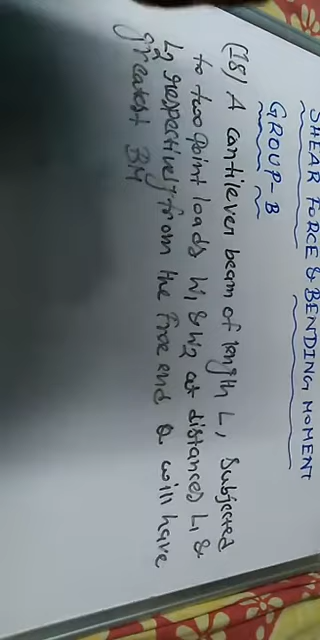 SHEAR FORCE & BENDING MOMENT
GROUP-B
(18) A cantilever beam of length L, subjected
to two point loads W1 & W2 at distances L1 &
L2 respectively from the free end will have
greatest BM